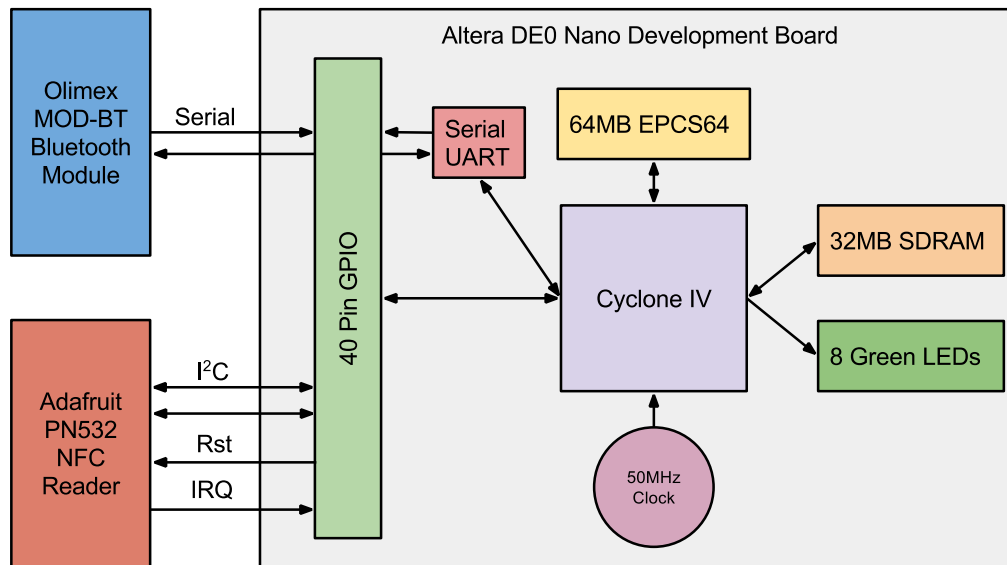 Altera DE0 Nano Development Board
Olimex
MOD-BT
Bluetooth
Module
Serial
Serial
UART
64MB EPCS64
40 Pin GPIO
Cyclone IV
32MB SDRAM
8 Green LEDs
Adafruit
PN532
NFC
Reader
I²C
Rst
IRQ
50MHz
Clock